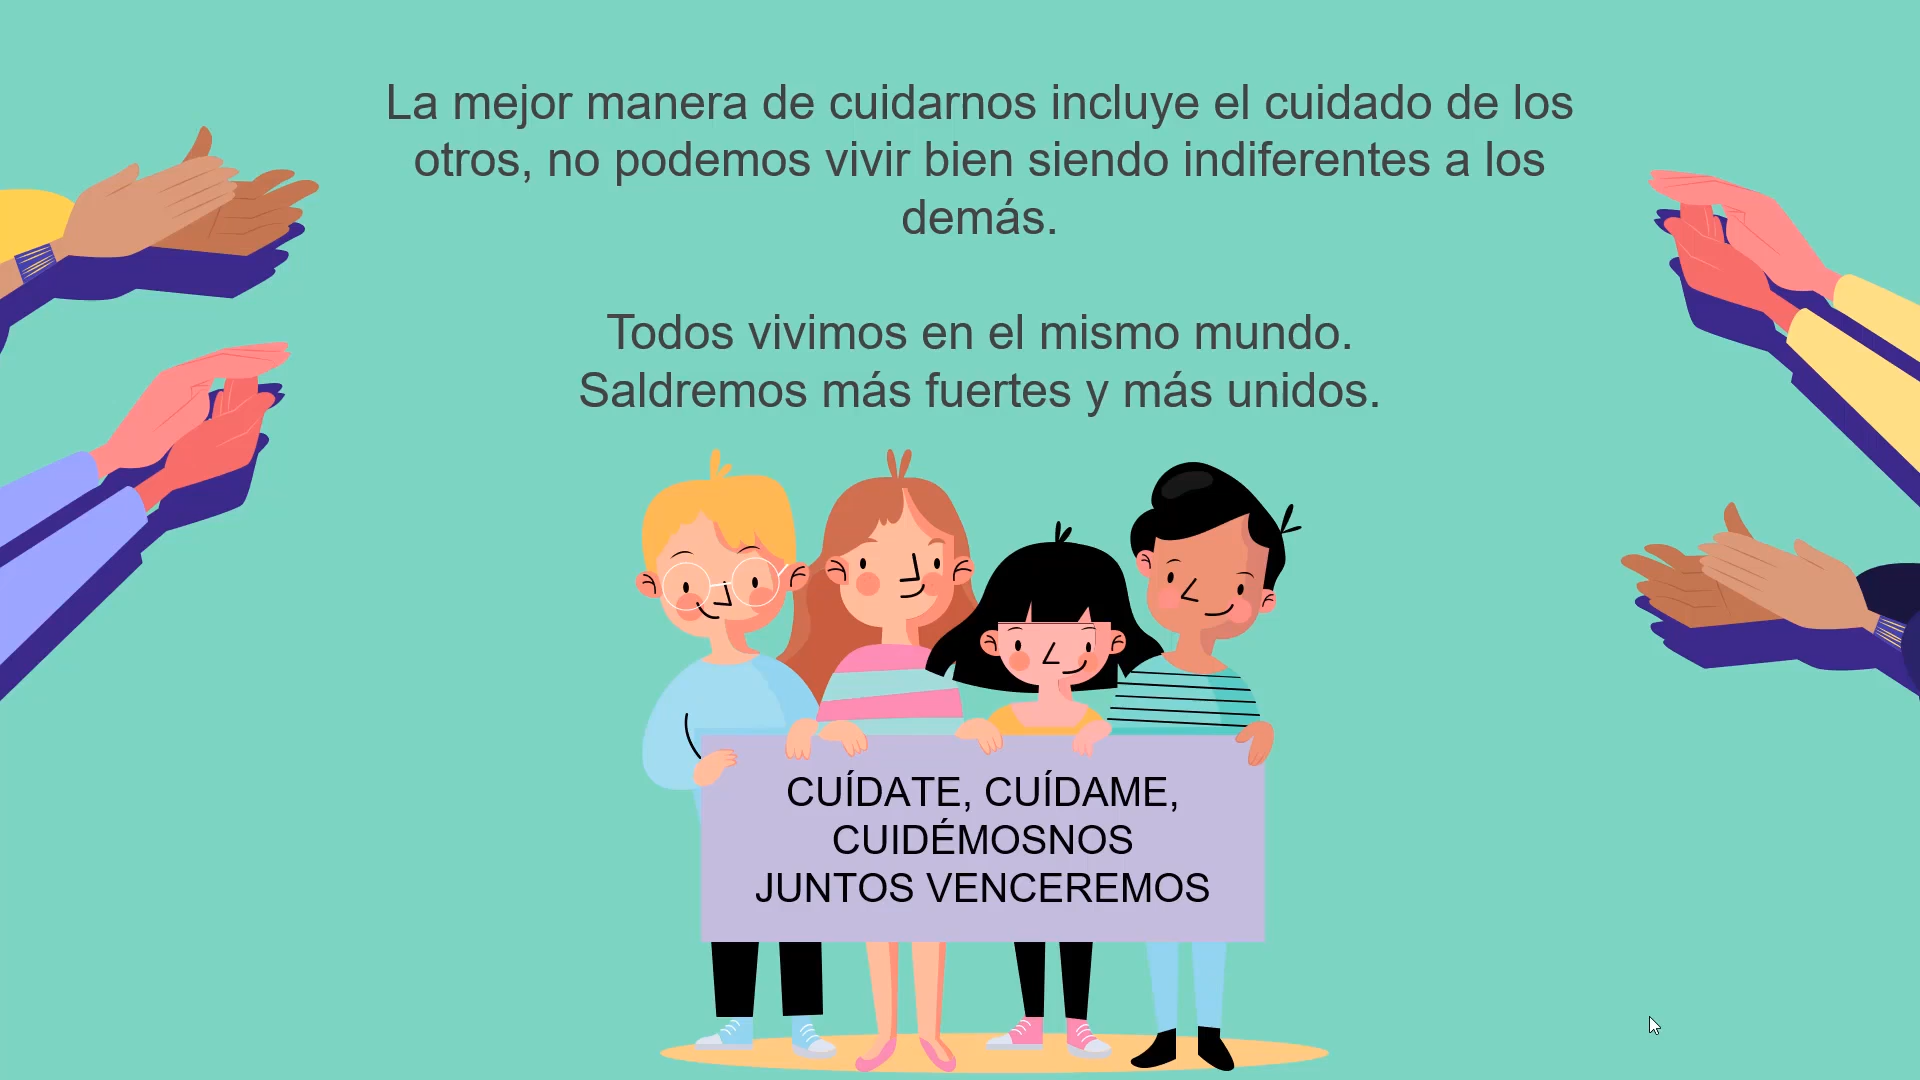 La mejor manera de cuidarnos incluye el cuidado de los
otros, no podemos vivir bien siendo indiferentes a los
demás.
Todos vivimos en el mismo mundo.
Saldremos más fuertes y más unidos.
CUÍDATE, CUÍDAME,
CUIDÉMOSNOS
JUNTOS VENCEREMOS